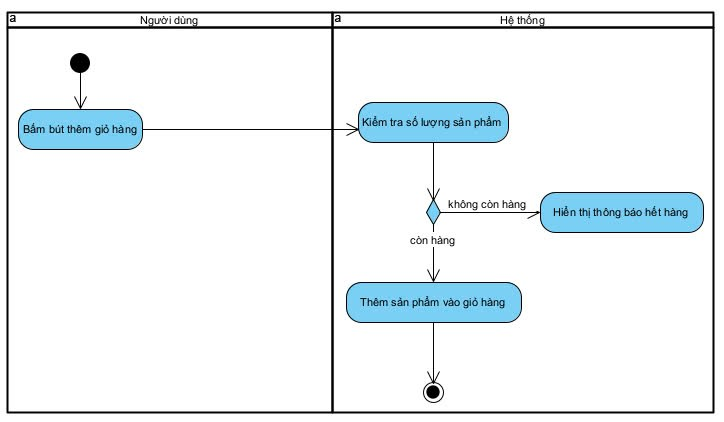 a Người dùng
a Hệ thống
Bấm bút thêm giỏ hàng
Kiểm tra số lượng sản phẩm
không còn hàng
Hiển thị thông báo hết hàng
còn hàng
Thêm sản phẩm vào giỏ hàng